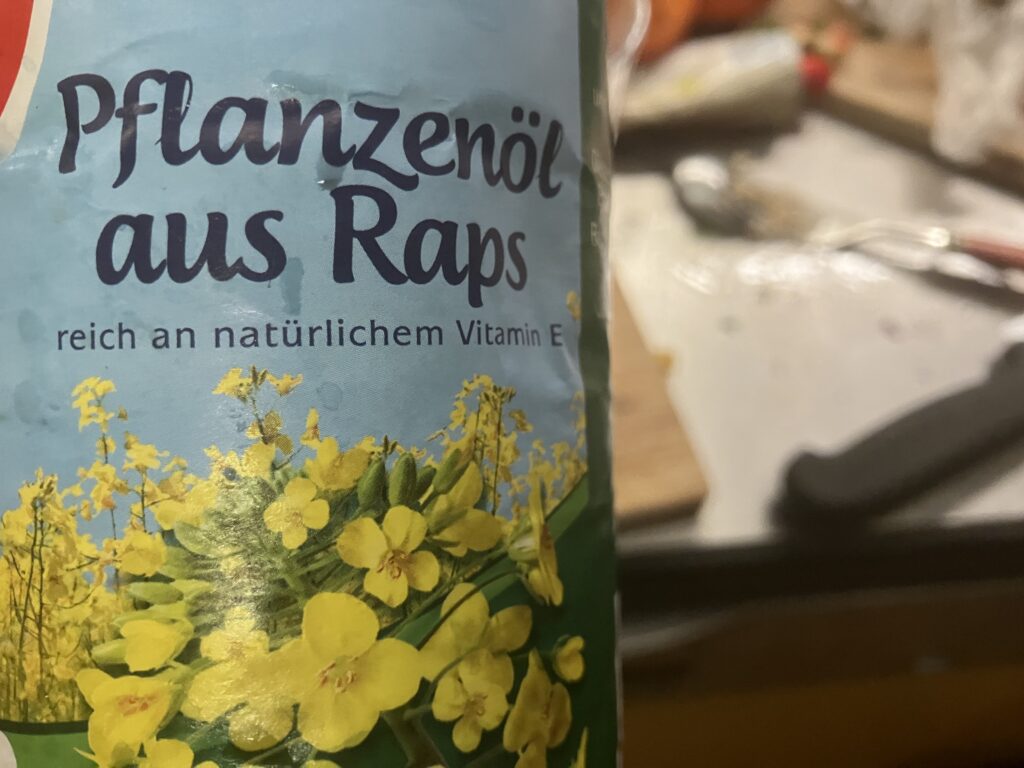 Pflanzenöl
aus Raps
reich an natürlichem Vitamin E